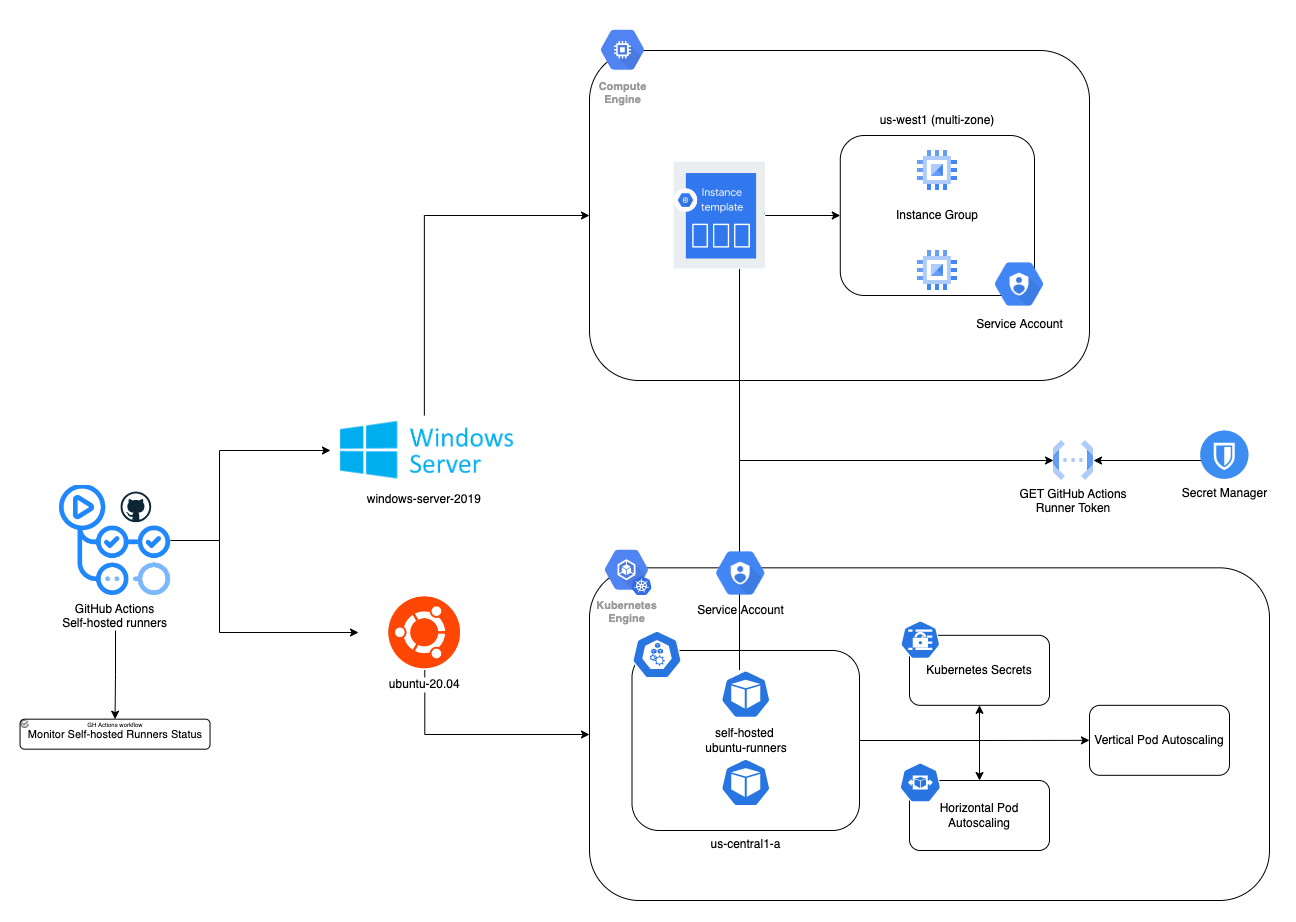 Compute
Engine
us-west1 (multi-zone)
Instance
template
Instance Group
Service Account
Windows
Server
windows-server-2019
GET GitHub Actions
Runner Token
Secret Manager
GitHub Actions
Self-hosted runners
Kubernetes
Engine
Service Account
ubuntu-20.04
GH Actions workflow
Monitor Self-hosted Runners Status
self-hosted
ubuntu-runners
us-central1-a
Kubernetes Secrets
Vertical Pod Autoscaling
Horizontal Pod
Autoscaling